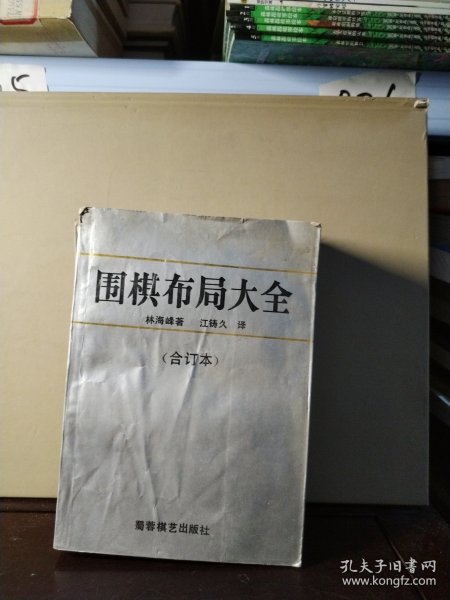 围棋布局大全
林海峰著 江铸久 译
（合订本）
蜀蓉棋艺出版社
孔夫子旧书网
www.kongfz.com